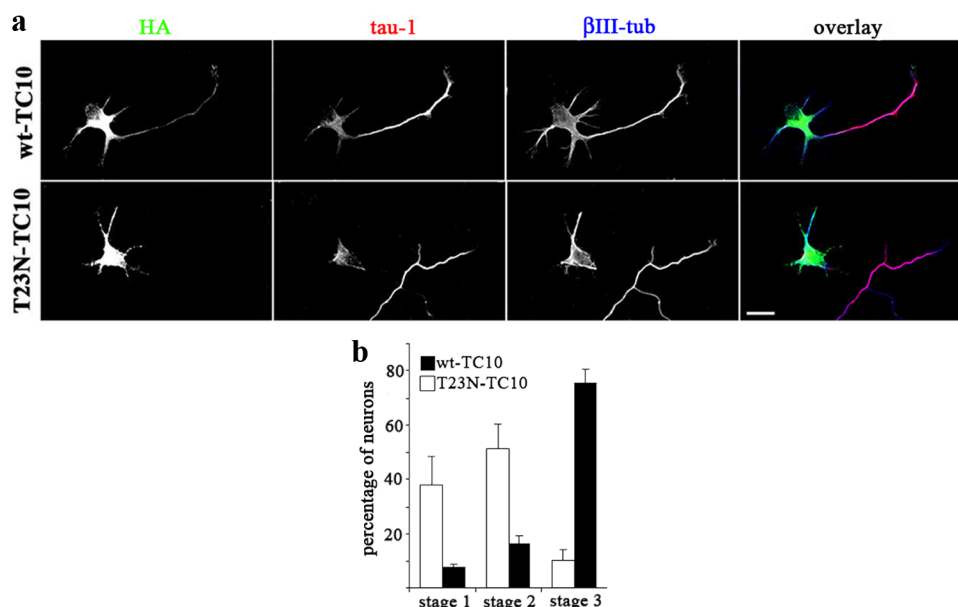 a
HA tau-1 βIII-tub overlay
wt-TC10
T23N-TC10
b
wt-TC10
T23N-TC10
percentage of neurons
80
60
40
20
stage 1 stage 2 stage 3